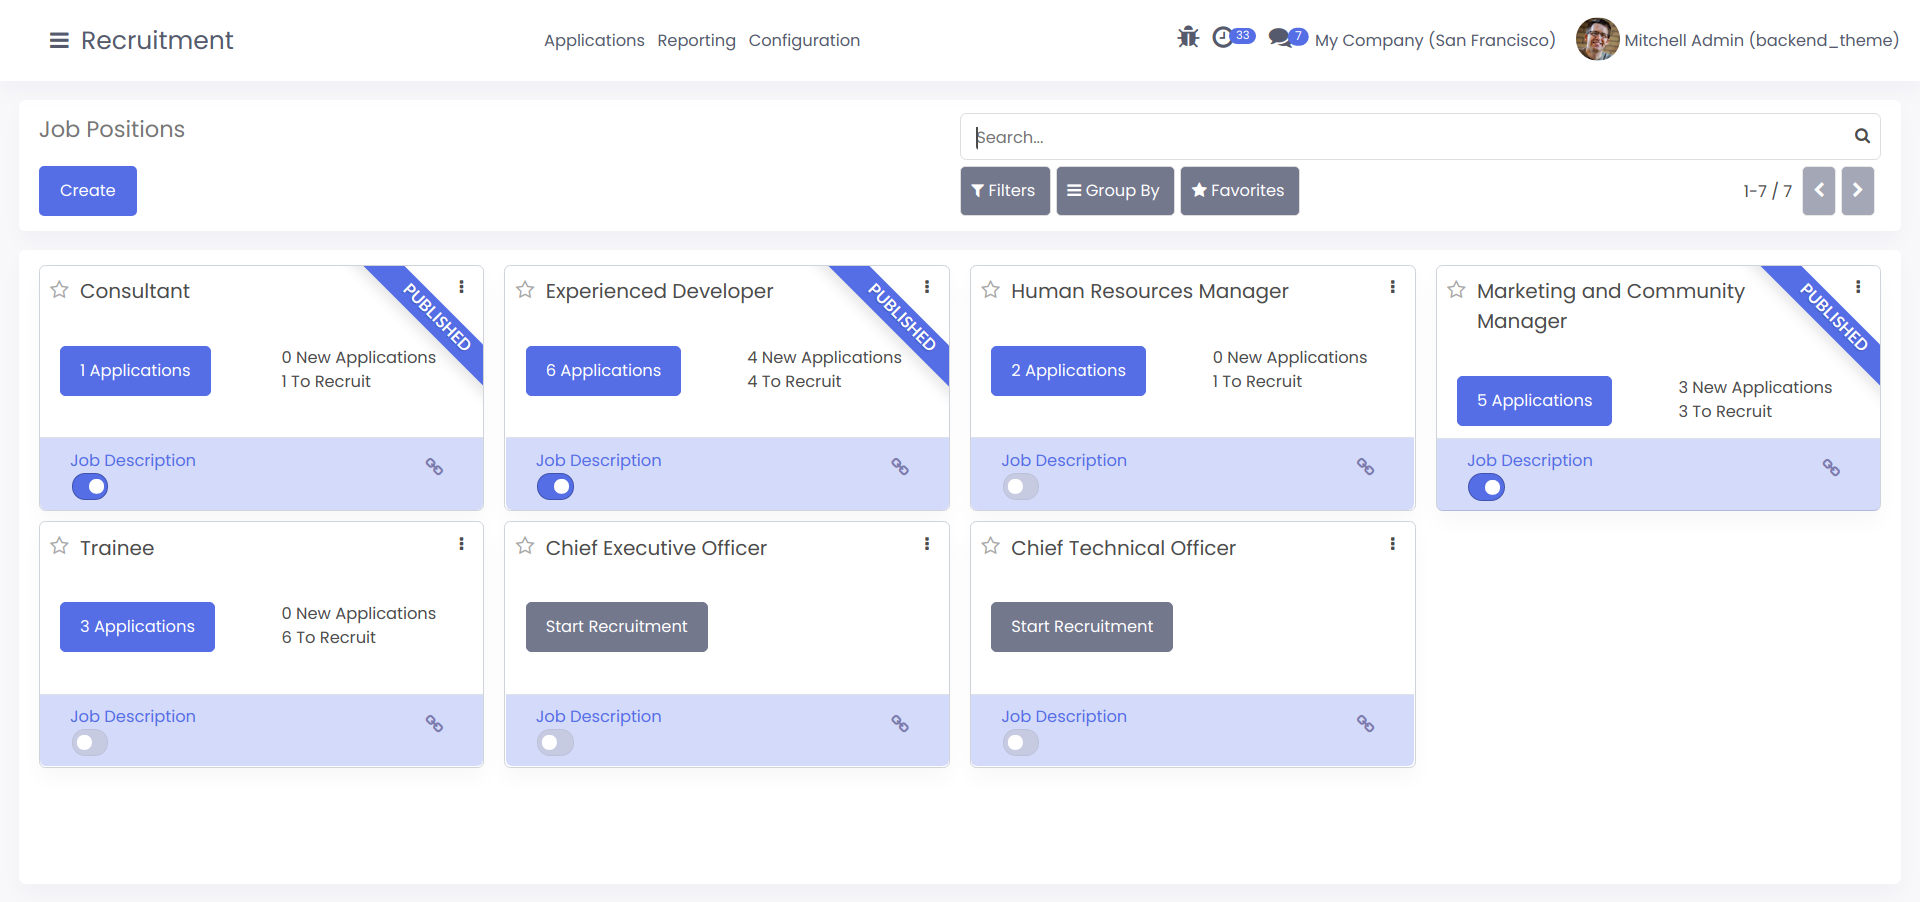 Recruitment
Applications Reporting Configuration
33
7
My Company (San Francisco)
Mitchell Admin (backend_theme)
Job Positions
Search...
Create
Filters
Group By
Favorites
1-7 / 7
Consultant
PUBLISHED
1 Applications
0 New Applications
1 To Recruit
Job Description
Experienced Developer
PUBLISHED
6 Applications
4 New Applications
4 To Recruit
Job Description
Human Resources Manager
2 Applications
0 New Applications
1 To Recruit
Job Description
Marketing and Community
Manager
PUBLISHED
5 Applications
3 New Applications
3 To Recruit
Job Description
Trainee
3 Applications
0 New Applications
6 To Recruit
Job Description
Chief Executive Officer
Start Recruitment
Job Description
Chief Technical Officer
Start Recruitment
Job Description